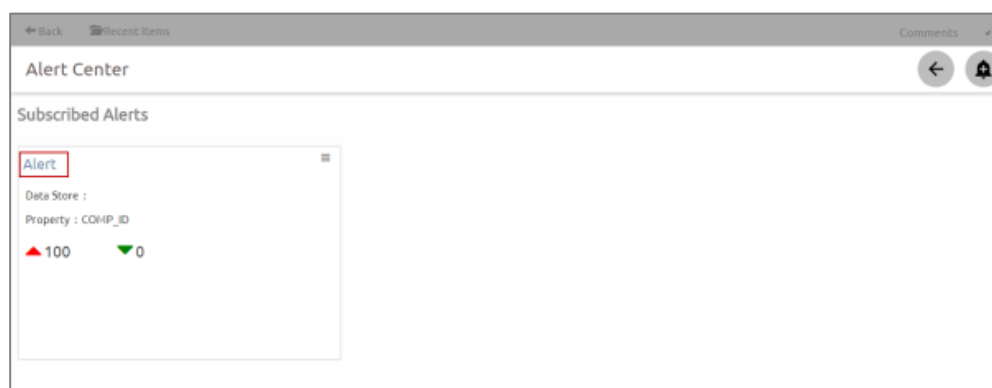 Back Recent Items Comments
Alert Center
Subscribed Alerts
Alert
Data Store :
Property : COMP_ID
100 0